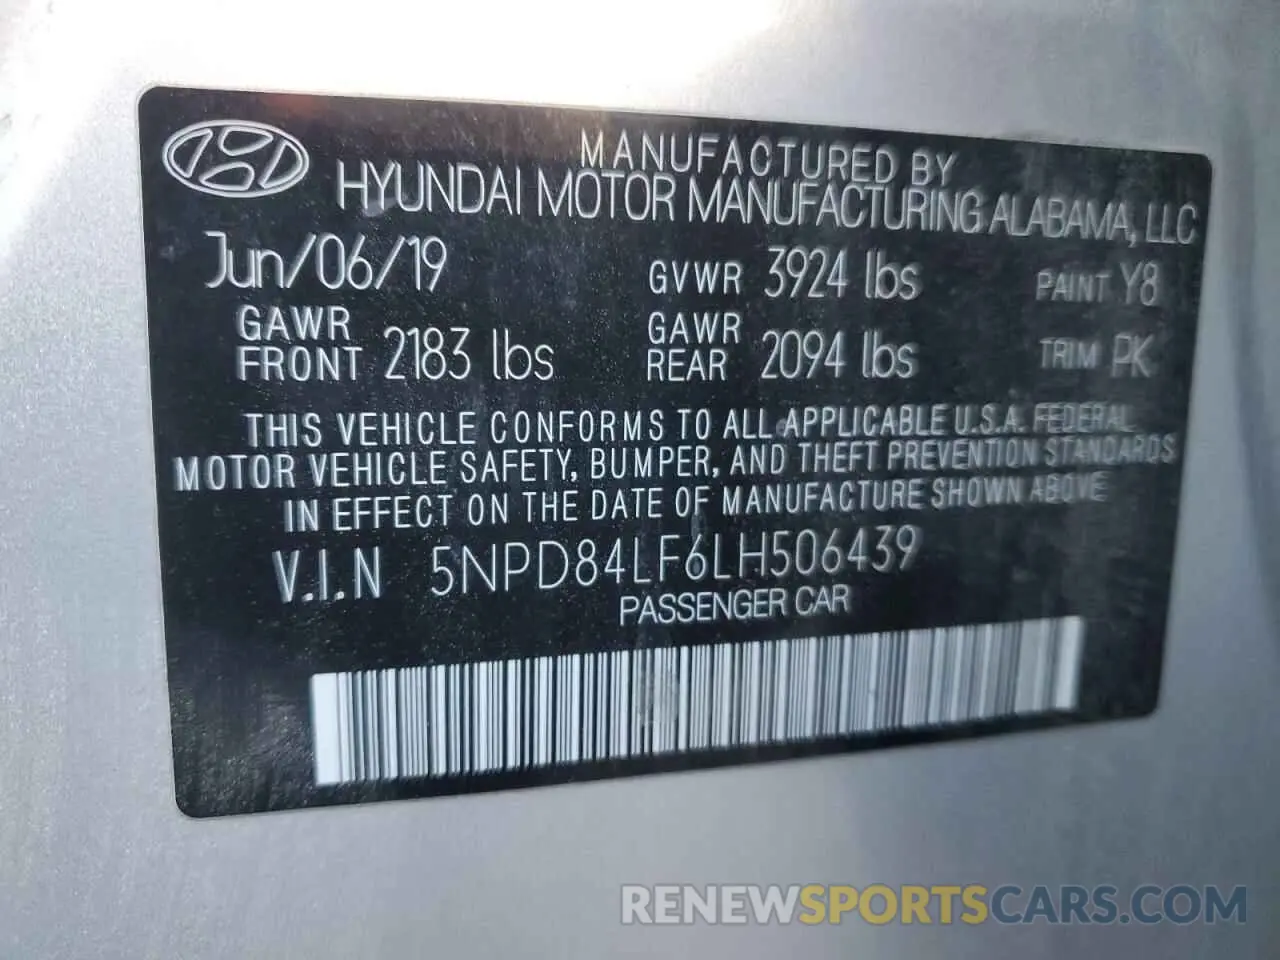 MANUFACTURED BY
HYUNDAI MOTOR MANUFACTURING ALABAMA, LLC
Jun/06/19 GVWR 3924 lbs PAINT Y8
GAWR FRONT 2183 lbs GAWR REAR 2094 lbs TRIM PK
THIS VEHICLE CONFORMS TO ALL APPLICABLE U.S.A. FEDERAL
MOTOR VEHICLE SAFETY, BUMPER, AND THEFT PREVENTION STANDARDS
IN EFFECT ON THE DATE OF MANUFACTURE SHOWN ABOVE
V.I.N 5NPD84LF6LH506439
PASSENGER CAR
RENEWSPORTSCARS.COM